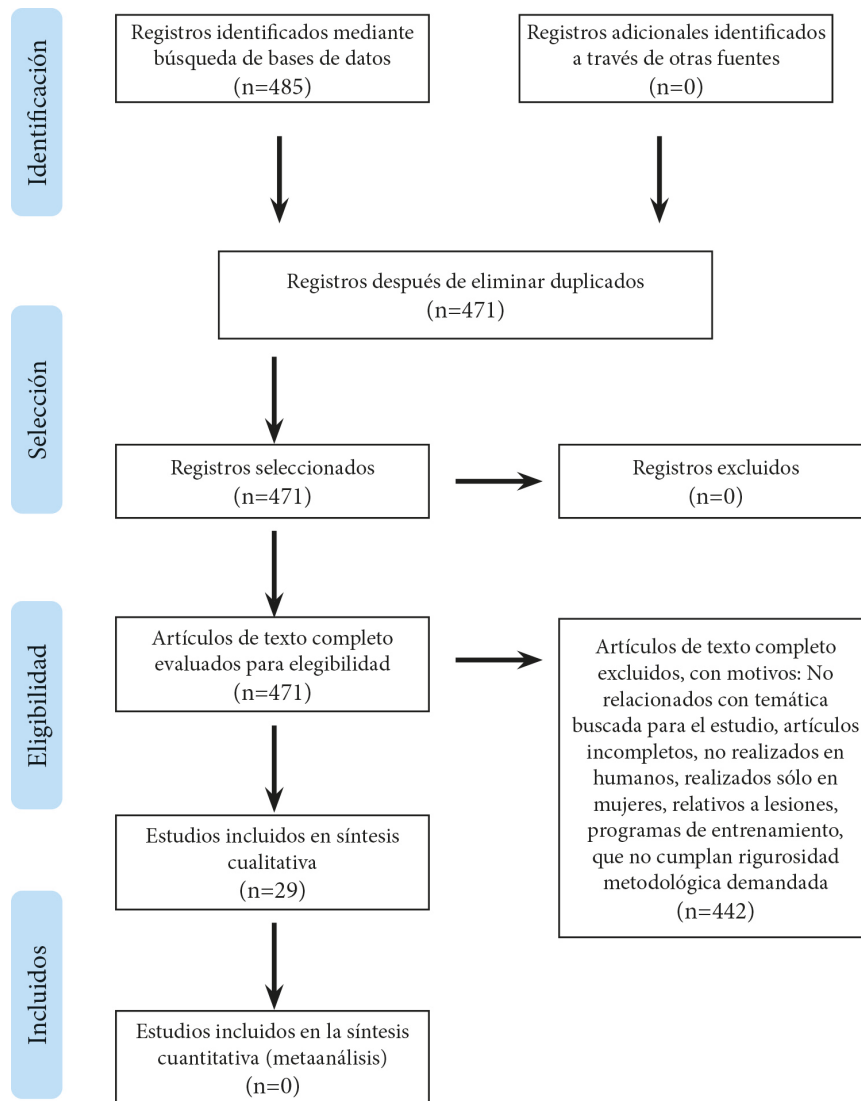 Identificación
Registros identificados mediante
búsqueda de bases de datos
(n=485)
Registros adicionales identificados
a través de otras fuentes
(n=0)
Registros después de eliminar duplicados
(n=471)
Selección
Registros seleccionados
(n=471)
Registros excluidos
(n=0)
Eligibilidad
Artículos de texto completo
evaluados para elegibilidad
(n=471)
Artículos de texto completo
excluidos, con motivos: No
relacionados con temática
buscada para el estudio, artículos
incompletos, no realizados en
humanos, realizados sólo en
mujeres, relativos a lesiones,
programas de entrenamiento,
que no cumplan rigurosidad
metodológica demandada
(n=442)
Estudios incluidos en síntesis
cualitativa
(n=29)
Incluidos
Estudios incluidos en la síntesis
cuantitativa (metaanálisis)
(n=0)